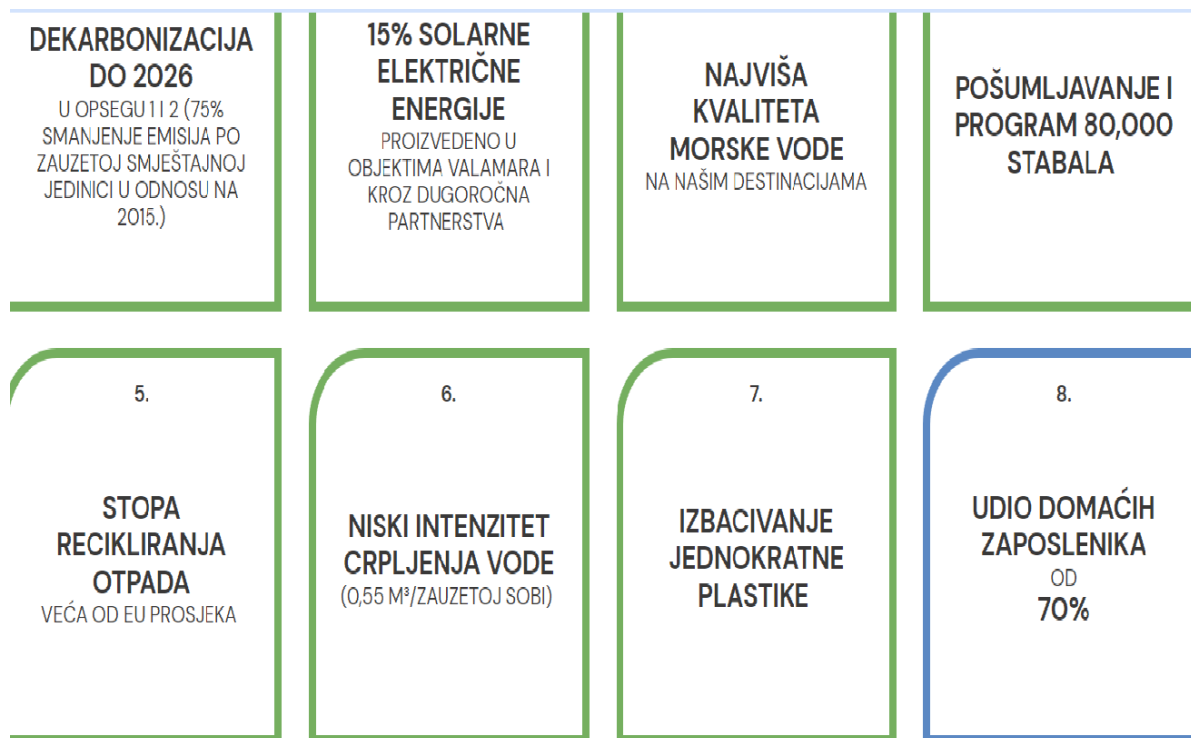 DEKARBONIZACIJA
DO 2026
U OPSEGU 1 I 2 (75%
SMANJENJE EMISIJA PO
ZAUZETOJ SMJEŠTAJNOJ
JEDINICI U ODNOSU NA
2015.)
15% SOLARNE
ELEKTRIČNE
ENERGIJE
PROIZVEDENO U
OBJEKTIMA VALAMARA I
KROZ DUGOROČNA
PARTNERSTVA
NAJVIŠA
KVALITETA
MORSKE VODE
NA NAŠIM DESTINACIJAMA
POŠUMLJAVANJE I
PROGRAM 80,000
STABALA
5.
STOPA
RECIKLIRANJA
OTPADA
VEĆA OD EU PROSJEKA
6.
NISKI INTENZITET
CRPLJENJA VODE
(0,55 M³/ZAUZETOJ SOBI)
7.
IZBACIVANJE
JEDNOKRATNE
PLASTIKE
8.
UDIO DOMAĆIH
ZAPOSLENIKA
OD
70%